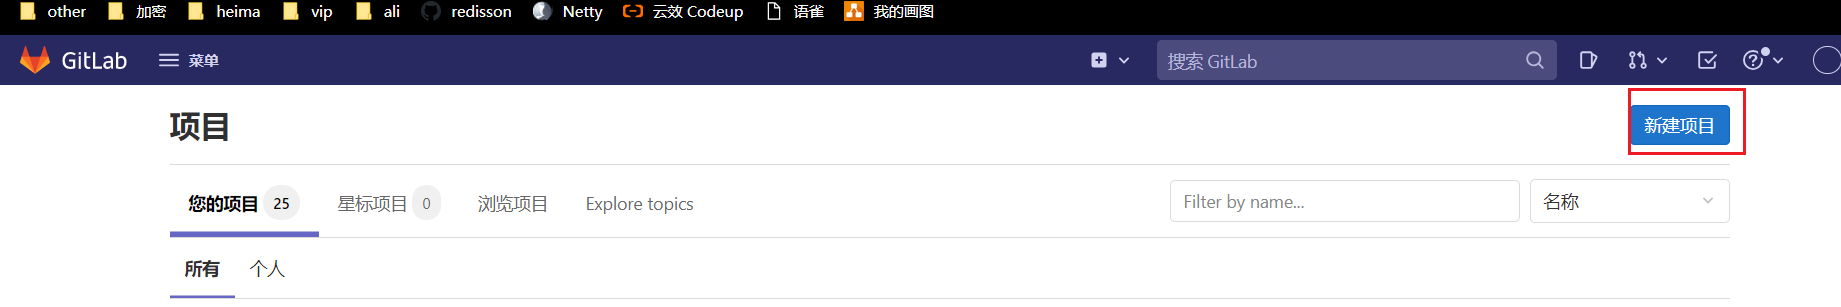 other 加密 heima vip ali redisson Netty 云效 Codeup 语雀 我的画图
GitLab 菜单 搜索 GitLab
项目 新建项目
您的项目 25 星标项目 0 浏览项目 Explore topics Filter by name... 名称
所有 个人